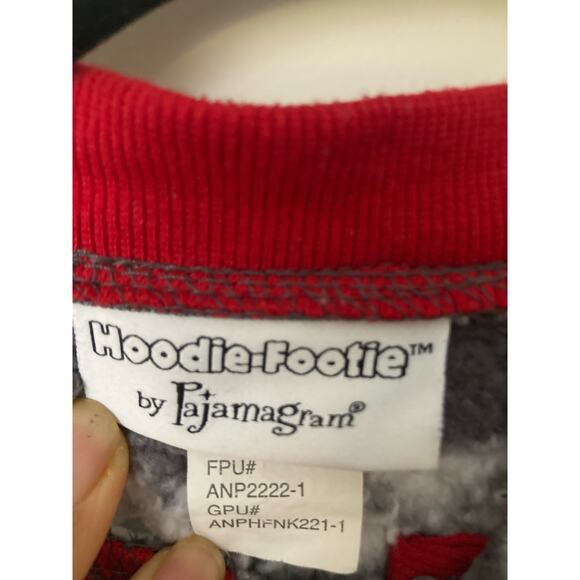 Hoodie-Footie™
by Pajamagram®
FPU#
ANP2222-1
GPU#
ANPHFNK221-1